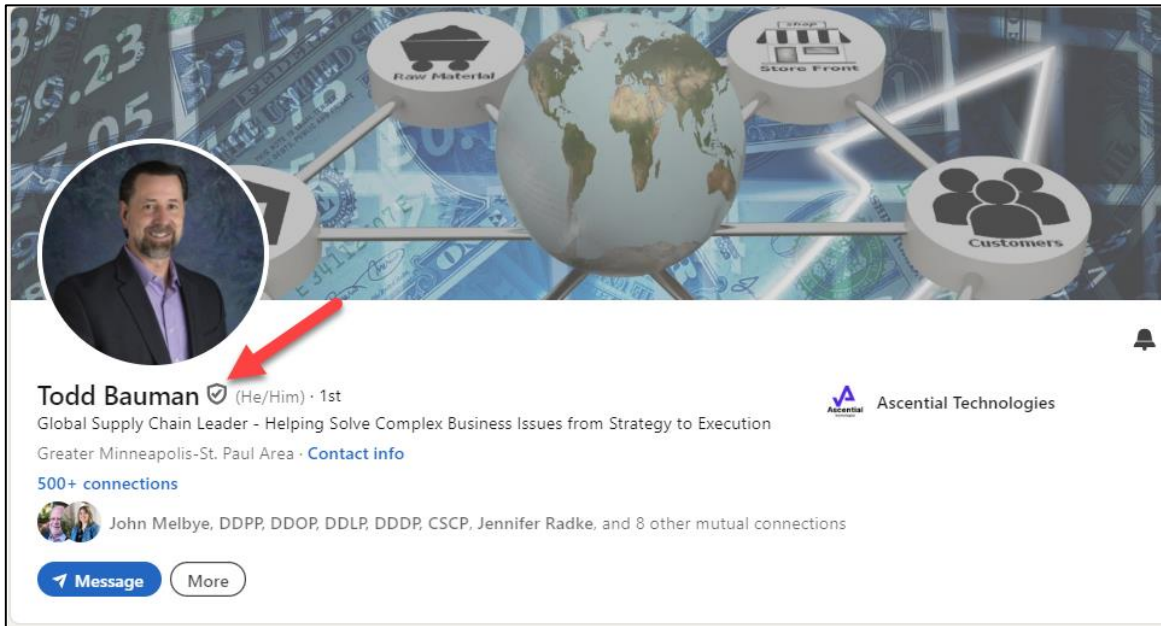 Raw Material
shop
Store Front
Customers
Todd Bauman (He/Him) · 1st
Global Supply Chain Leader - Helping Solve Complex Business Issues from Strategy to Execution
Greater Minneapolis-St. Paul Area · Contact info
500+ connections
John Melbye, DDPP, DDOP, DDLP, DDDP, CSCP, Jennifer Radke, and 8 other mutual connections
Message
More
Ascential
Ascential Technologies